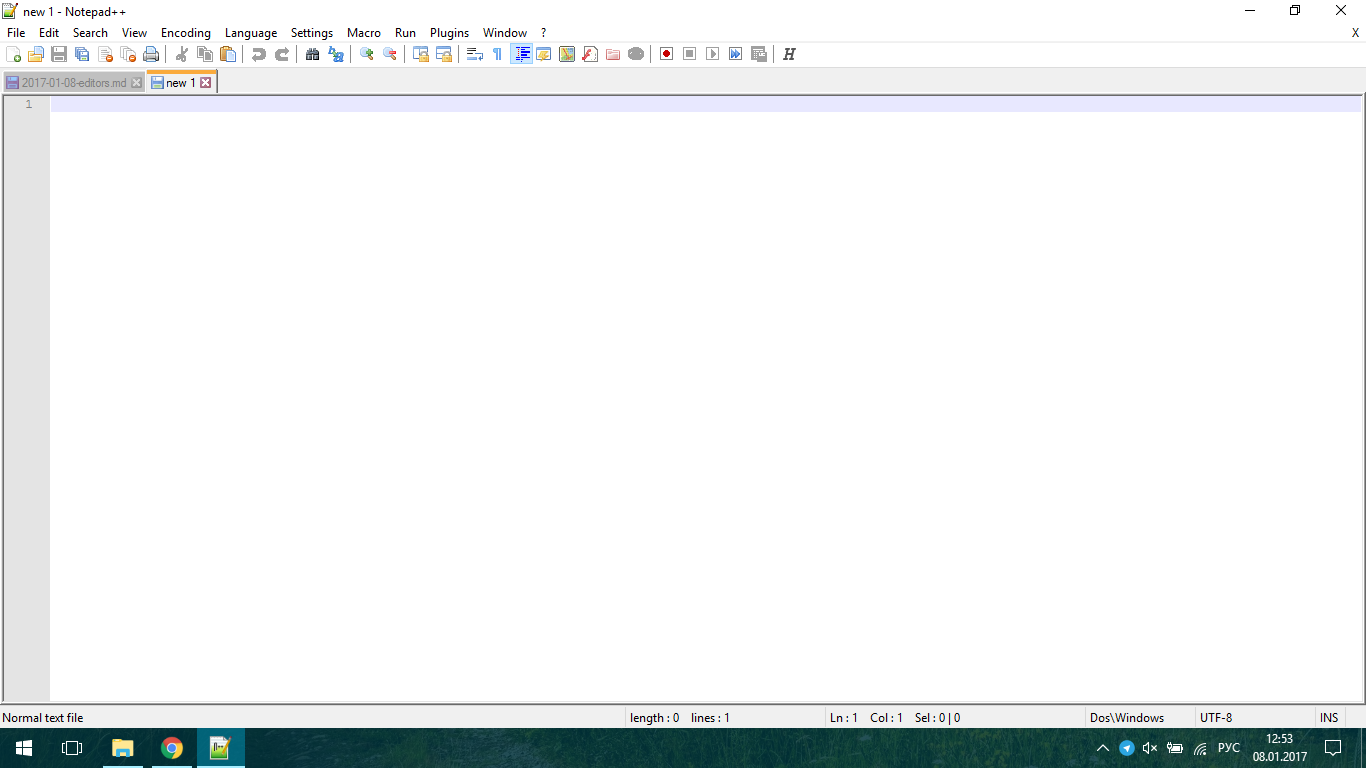 new 1 - Notepad++
File Edit Search View Encoding Language Settings Macro Run Plugins Window ? X
2017-01-08-editors.md new 1
1
Normal text file length : 0 lines : 1 Ln : 1 Col : 1 Sel : 0 | 0 Dos\Windows UTF-8 INS
РУС
12:53
08.01.2017